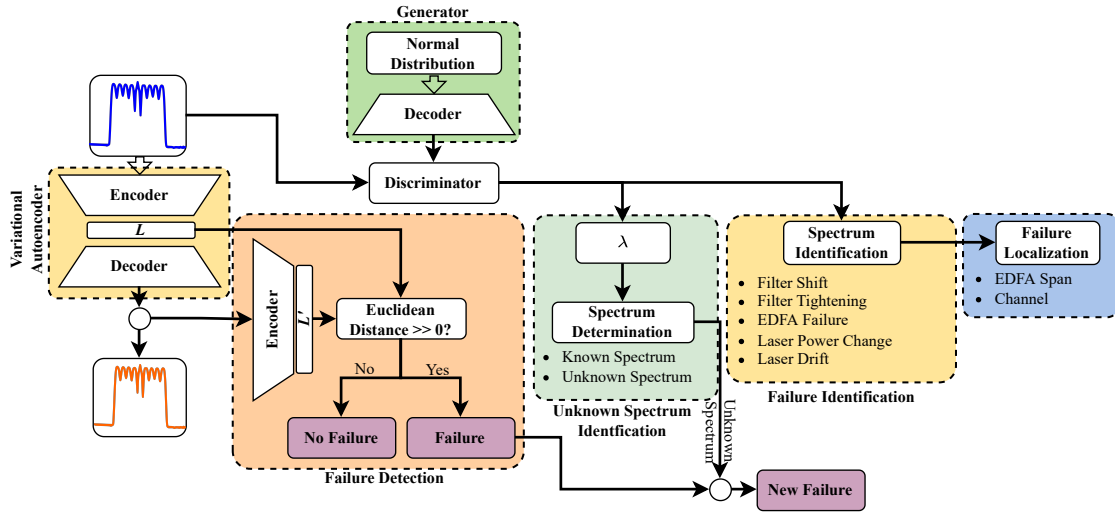 Generator
Normal
Distribution
Decoder
Discriminator
Variational
Autoencoder
Encoder
L
Decoder
Encoder
L'
Euclidean
Distance >> 0?
No
Yes
No Failure
Failure
Failure Detection
λ
Spectrum
Determination
• Known Spectrum
• Unknown Spectrum
Unknown Spectrum
Identfication
Unknown
Spectrum
New Failure
Spectrum
Identification
• Filter Shift
• Filter Tightening
• EDFA Failure
• Laser Power Change
• Laser Drift
Failure Identification
Failure
Localization
• EDFA Span
• Channel